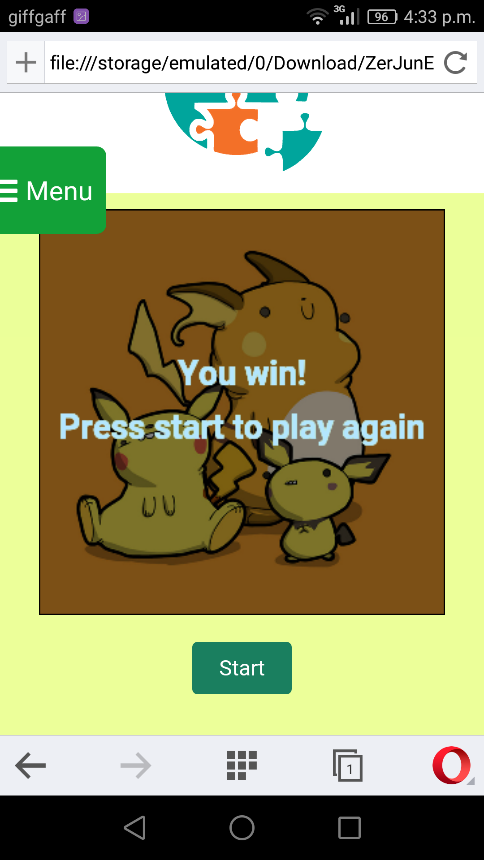 giffgaff 3G 96 4:33 p.m.
file:///storage/emulated/0/Download/ZerJunE
Menu
You win!
Press start to play again
Start
1